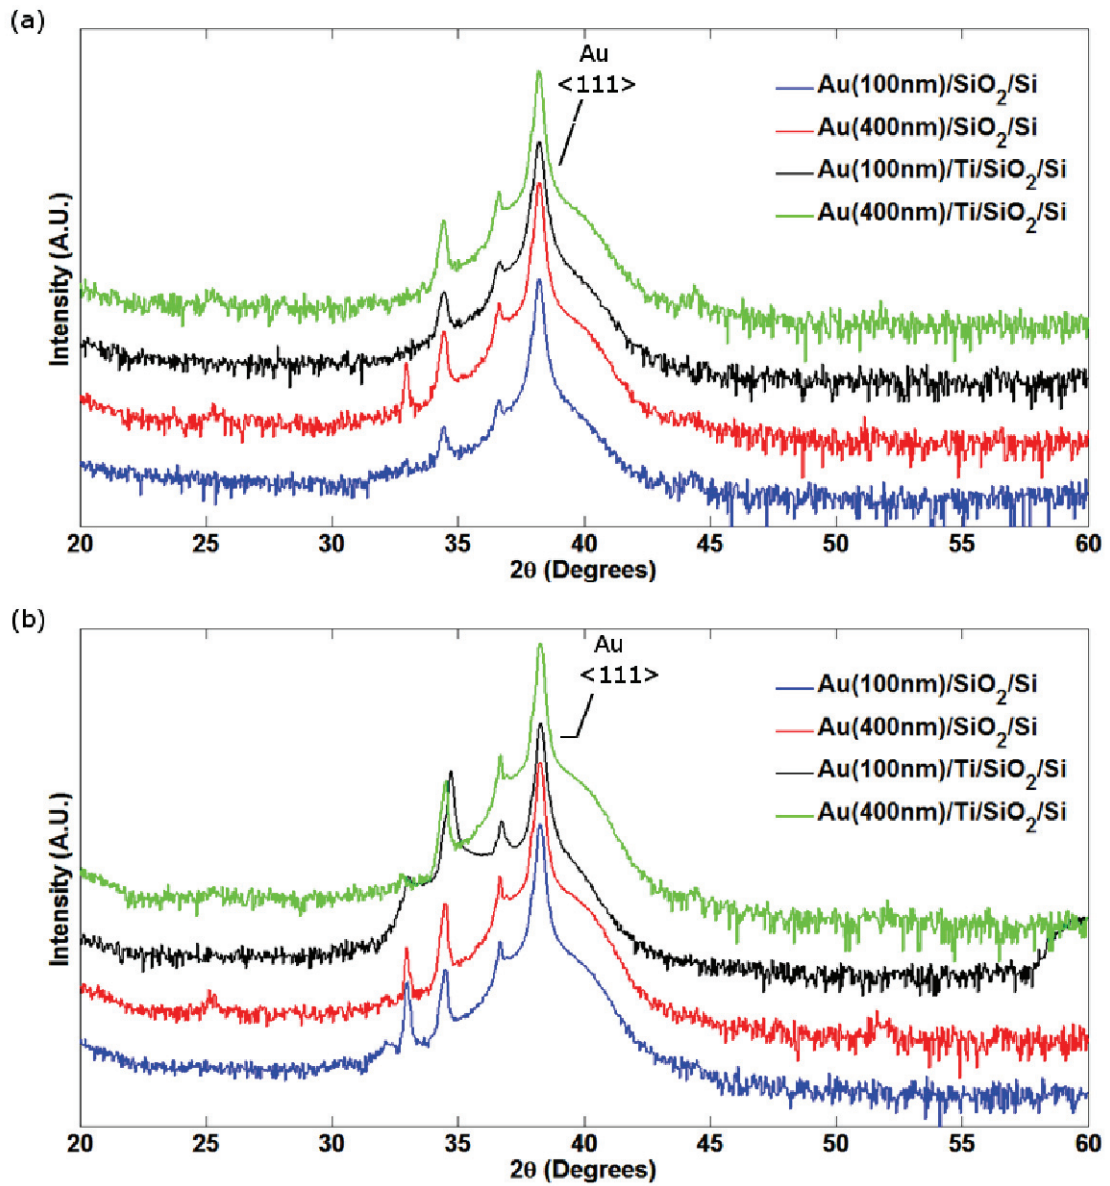 (a)
Au
<111>
Au(100nm)/SiO2/Si
Au(400nm)/SiO2/Si
Au(100nm)/Ti/SiO2/Si
Au(400nm)/Ti/SiO2/Si
Intensity (A.U.)
20 25 30 35 40 45 50 55 60
2θ (Degrees)
(b)
Au
<111>
Au(100nm)/SiO2/Si
Au(400nm)/SiO2/Si
Au(100nm)/Ti/SiO2/Si
Au(400nm)/Ti/SiO2/Si
Intensity (A.U.)
20 25 30 35 40 45 50 55 60
2θ (Degrees)